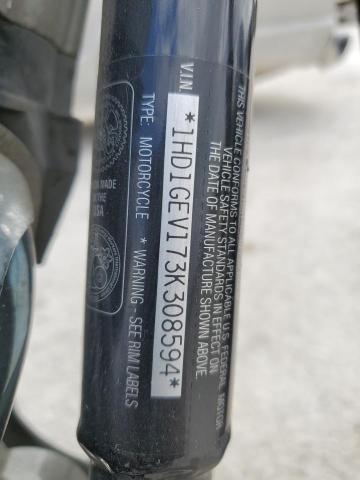 THIS VEHICLE CONFORMS TO ALL APPLICABLE U.S. FEDERAL MOTOR
VEHICLE SAFETY STANDARDS IN EFFECT ON
THE DATE OF MANUFACTURE SHOWN ABOVE
V.I.N. *1HD1GEV173K308594*
TYPE: MOTORCYCLE * WARNING - SEE RIM LABELS
MADE
THE
USA